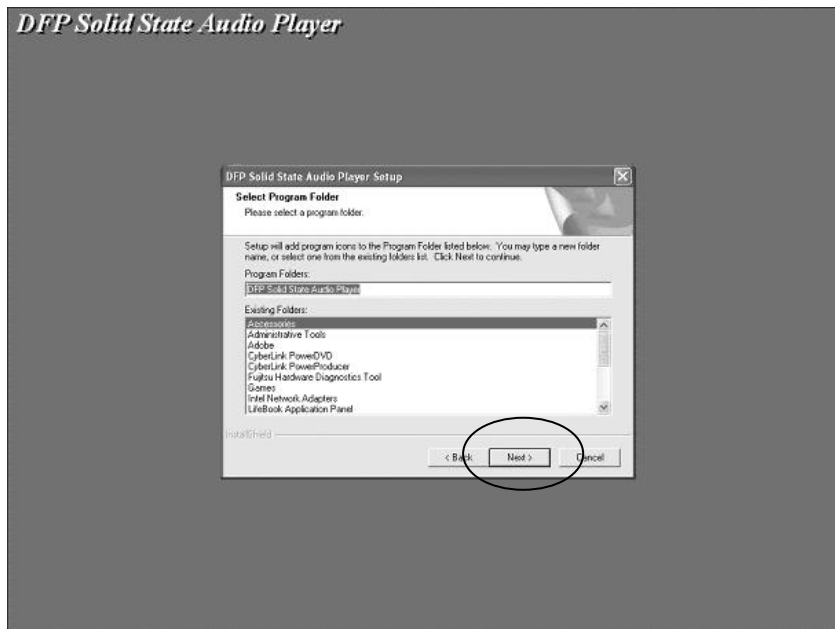 DFP Solid State Audio Player
DFP Solid State Audio Player Setup
Select Program Folder
Please select a program folder.
Setup will add program icons to the Program Folder listed below. You may type a new folder
name, or select one from the existing folders list. Click Next to continue.
Program Folders:
DFP Solid State Audio Player
Existing Folders:
Accessories
Administrative Tools
Adobe
CyberLink PowerDVD
CyberLink PowerProducer
Fujitsu Hardware Diagnostics Tool
Games
Intel Network Adapters
LifeBook Application Panel
InstallShield
< Back Next > Cancel